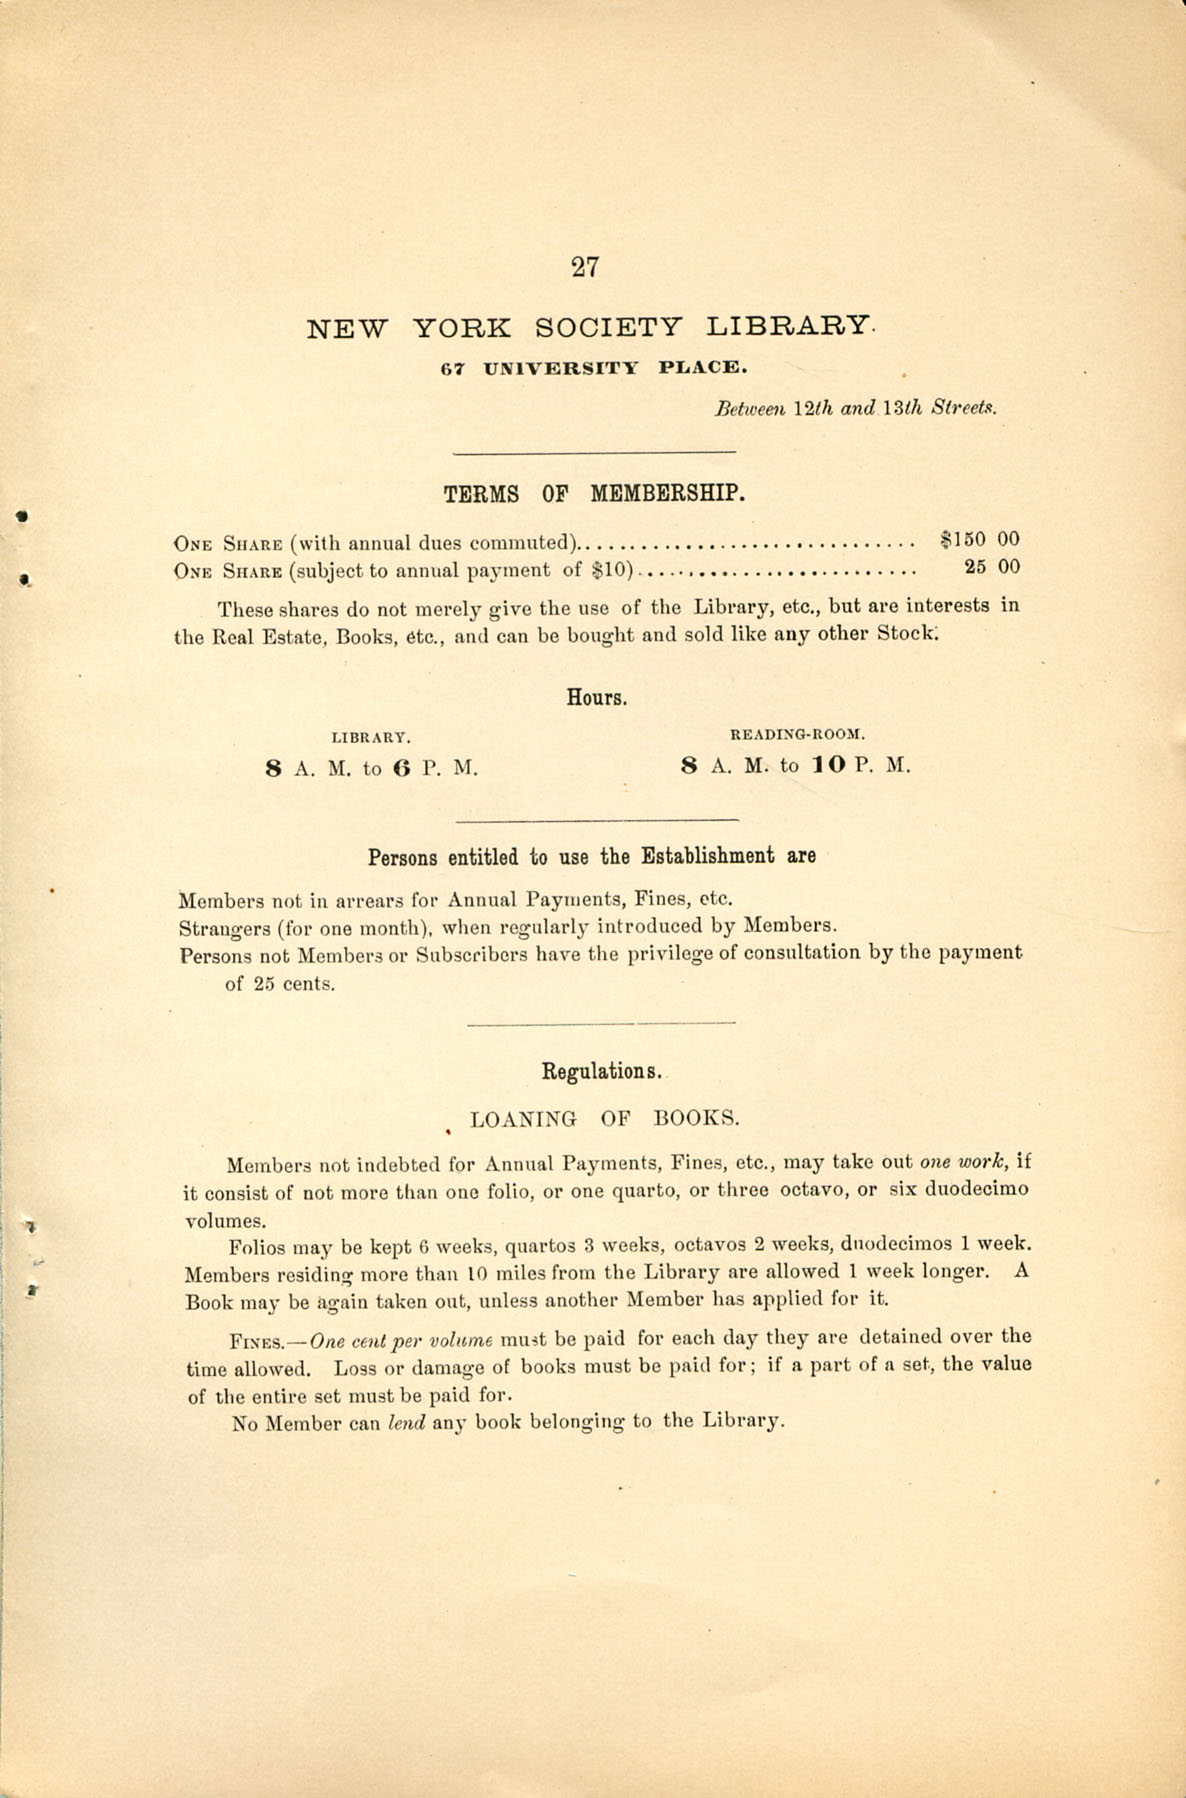 27
NEW YORK SOCIETY LIBRARY.
67 UNIVERSITY PLACE.
Between 12th and 13th Streets.
TERMS OF MEMBERSHIP.
ONE SHARE (with annual dues commuted).............................. $150 00
ONE SHARE (subject to annual payment of $10).......................... 25 00
These shares do not merely give the use of the Library, etc., but are interests in
the Real Estate, Books, etc., and can be bought and sold like any other Stock.
Hours.
LIBRARY.
8 A. M. to 6 P. M.
READING-ROOM.
8 A. M. to 10 P. M.
Persons entitled to use the Establishment are
Members not in arrears for Annual Payments, Fines, etc.
Strangers (for one month), when regularly introduced by Members.
Persons not Members or Subscribers have the privilege of consultation by the payment
of 25 cents.
Regulations.
LOANING OF BOOKS.
Members not indebted for Annual Payments, Fines, etc., may take out one work, if
it consist of not more than one folio, or one quarto, or three octavo, or six duodecimo
volumes.
Folios may be kept 6 weeks, quartos 3 weeks, octavos 2 weeks, duodecimos 1 week.
Members residing more than 10 miles from the Library are allowed 1 week longer. A
Book may be again taken out, unless another Member has applied for it.
FINES.—One cent per volume must be paid for each day they are detained over the
time allowed. Loss or damage of books must be paid for; if a part of a set, the value
of the entire set must be paid for.
No Member can lend any book belonging to the Library.